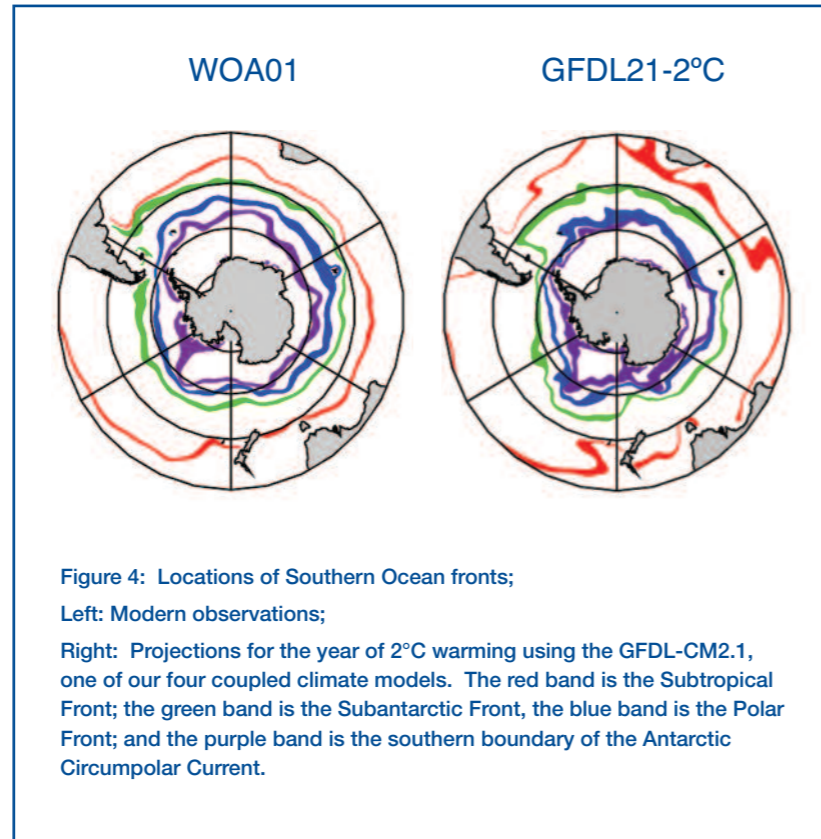 WOA01 GFDL21-2ºC
Figure 4: Locations of Southern Ocean fronts;
Left: Modern observations;
Right: Projections for the year of 2°C warming using the GFDL-CM2.1,
one of our four coupled climate models. The red band is the Subtropical
Front; the green band is the Subantarctic Front, the blue band is the Polar
Front; and the purple band is the southern boundary of the Antarctic
Circumpolar Current.